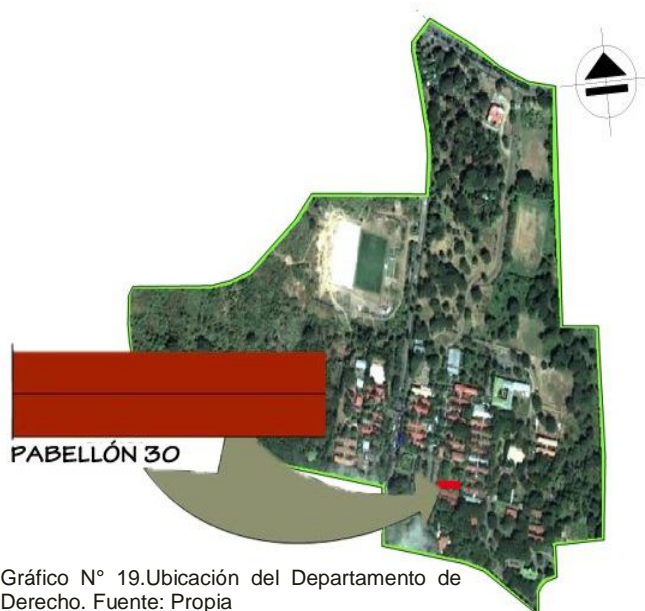 PABELLÓN 30
Gráfico N° 19.Ubicación del Departamento de
Derecho. Fuente: Propia